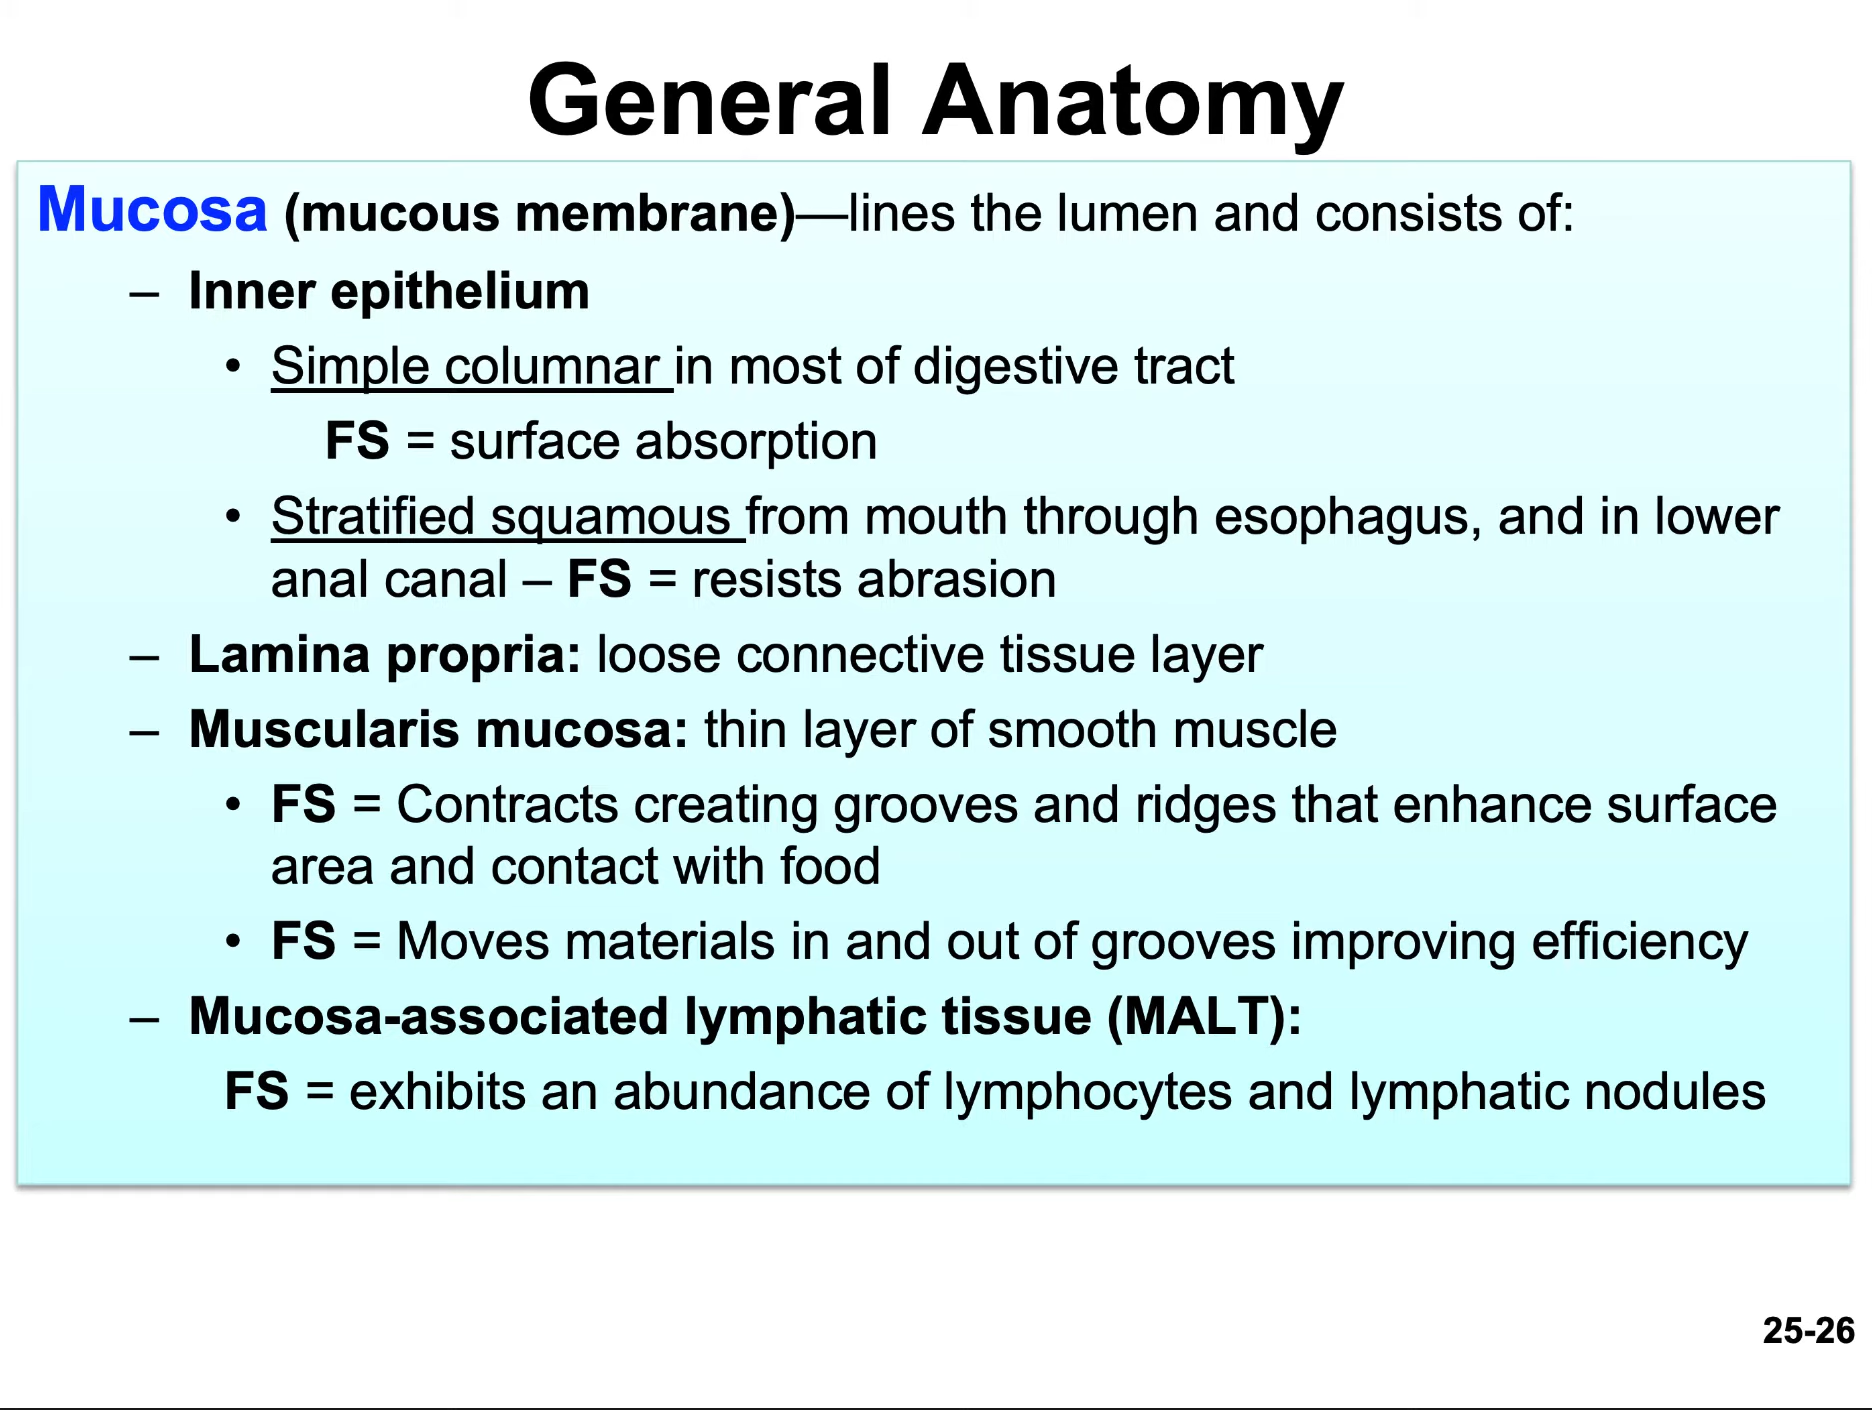 General Anatomy
Mucosa (mucous membrane)—lines the lumen and consists of:
– Inner epithelium
• Simple columnar in most of digestive tract
FS = surface absorption
• Stratified squamous from mouth through esophagus, and in lower
anal canal – FS = resists abrasion
– Lamina propria: loose connective tissue layer
– Muscularis mucosa: thin layer of smooth muscle
• FS = Contracts creating grooves and ridges that enhance surface
area and contact with food
• FS = Moves materials in and out of grooves improving efficiency
– Mucosa-associated lymphatic tissue (MALT):
FS = exhibits an abundance of lymphocytes and lymphatic nodules
25-26